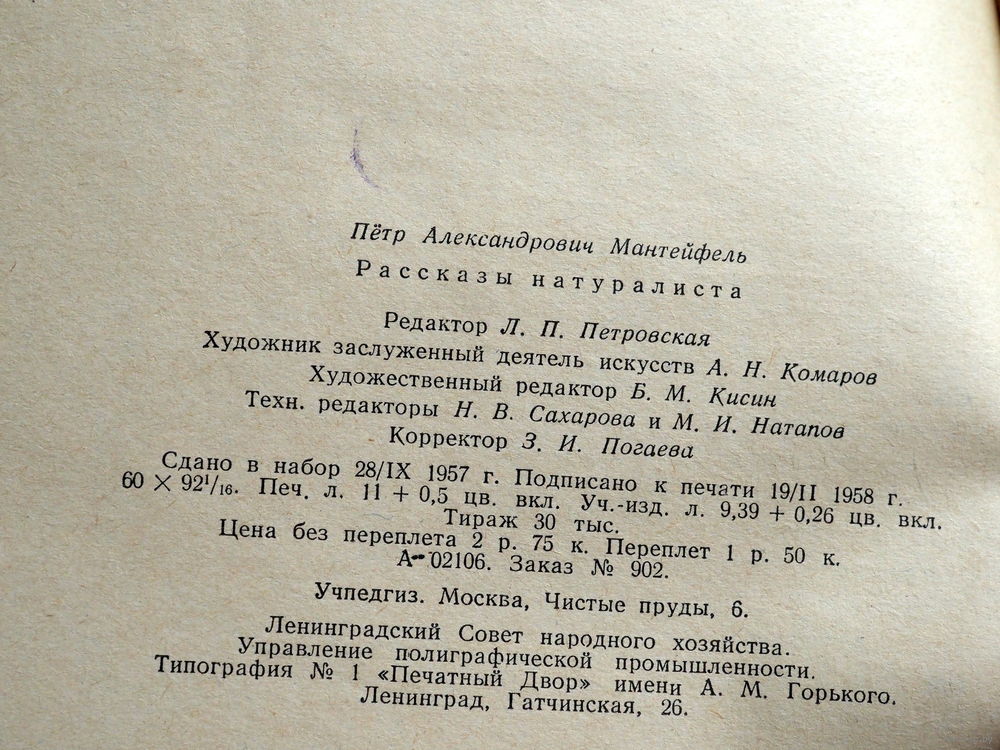 Пётр Александрович Мантейфель
Рассказы натуралиста
Редактор Л. П. Петровская
Художник заслуженный деятель искусств А. Н. Комаров
Художественный редактор Б. М. Кисин
Техн. редакторы Н. В. Сахарова и М. И. Натапов
Корректор З. И. Погаева
Сдано в набор 28/IX 1957 г. Подписано к печати 19/II 1958 г.
60 × 92¹/₁₆. Печ. л. 11 + 0,5 цв. вкл. Уч.-изд. л. 9,39 + 0,26 цв. вкл.
Тираж 30 тыс.
Цена без переплета 2 р. 75 к. Переплет 1 р. 50 к.
А-02106. Заказ № 902.
Учпедгиз. Москва, Чистые пруды, 6.
Ленинградский Совет народного хозяйства.
Управление полиграфической промышленности.
Типография № 1 «Печатный Двор» имени А. М. Горького.
Ленинград, Гатчинская, 26.